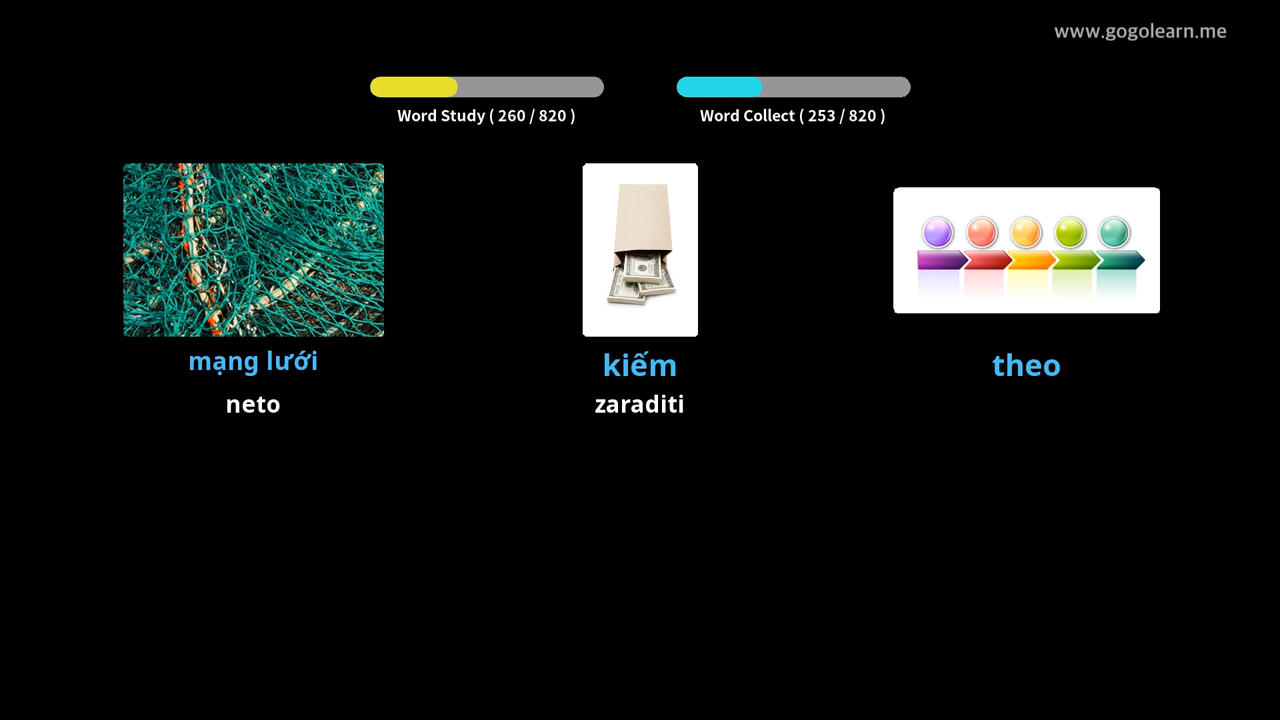 www.gogolearn.me
Word Study ( 260 / 820 )
Word Collect ( 253 / 820 )
mạng lưới
neto
kiếm
zaraditi
theo